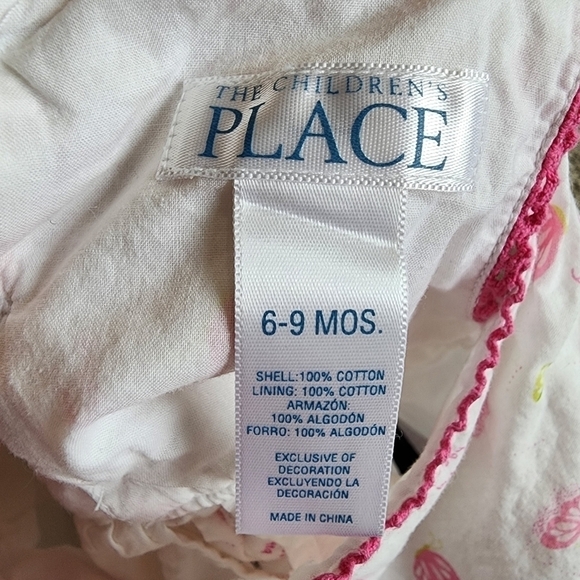 THE CHILDREN'S
PLACE
6-9 MOS.
SHELL:100% COTTON
LINING: 100% COTTON
ARMAZÓN:
100% ALGODÓN
FORRO: 100% ALGODÓN
EXCLUSIVE OF
DECORATION
EXCLUYENDO LA
DECORACIÓN
MADE IN CHINA